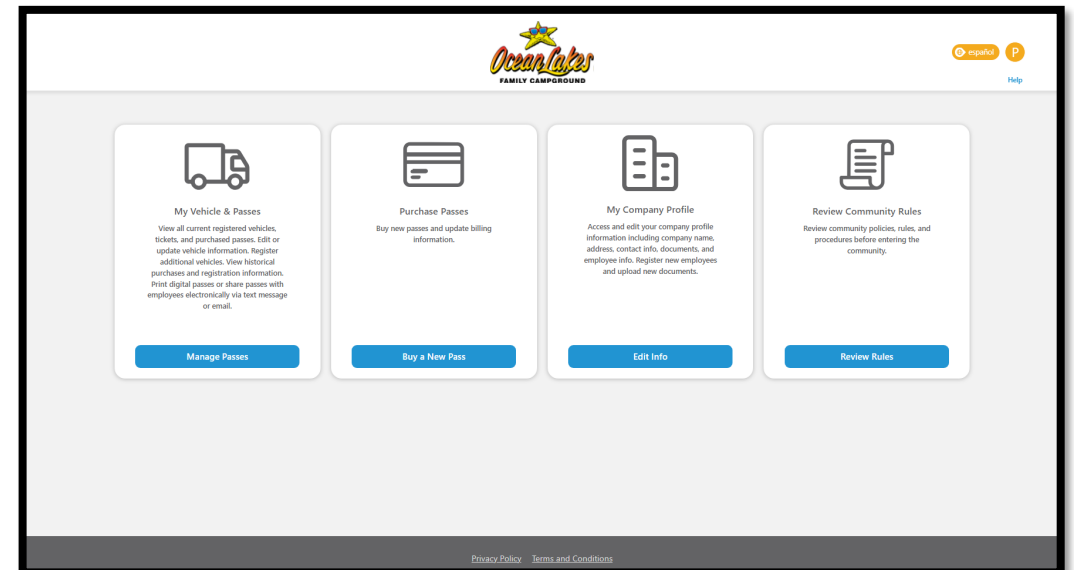 Ocean Lakes
FAMILY CAMPGROUND
español
P
Help
My Vehicle & Passes
View all current registered vehicles,
tickets, and purchased passes. Edit or
update vehicle information. Register
additional vehicles. View historical
purchases and registration information.
Print digital passes or share passes with
employees electronically via text message
or email.
Manage Passes
Purchase Passes
Buy new passes and update billing
information.
Buy a New Pass
My Company Profile
Access and edit your company profile
information including company name,
address, contact info, documents, and
employee info. Register new employees
and upload new documents.
Edit Info
Review Community Rules
Review community policies, rules, and
procedures before entering the
community.
Review Rules
Privacy Policy Terms and Conditions